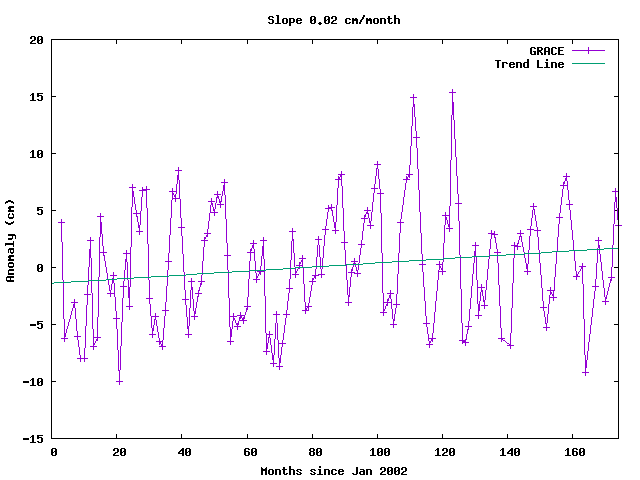 Slope 0.02 cm/month
GRACE
Trend Line
20
15
10
5
0
-5
-10
-15
Anomaly (cm)
0 20 40 60 80 100 120 140 160
Months since Jan 2002